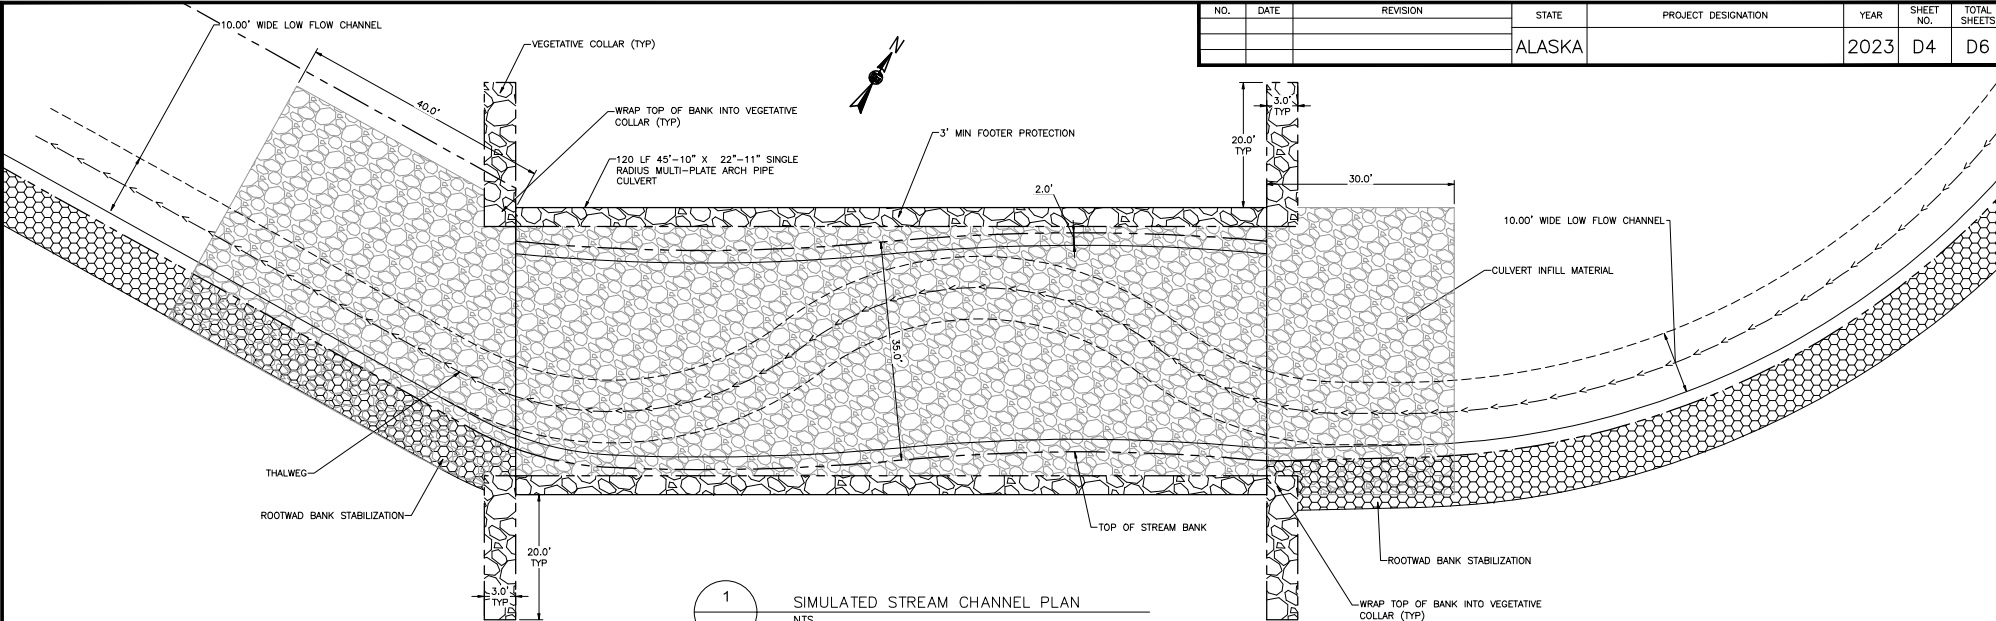 NO.
DATE
REVISION
STATE
PROJECT DESIGNATION
YEAR
SHEET
NO.
TOTAL
SHEETS
ALASKA
2023
D4
D6
10.00' WIDE LOW FLOW CHANNEL
VEGETATIVE COLLAR (TYP)
N
40.0'
WRAP TOP OF BANK INTO VEGETATIVE
COLLAR (TYP)
3' MIN FOOTER PROTECTION
3.0'
TYP
20.0'
TYP
120 LF 45'-10" X 22"-11" SINGLE
RADIUS MULTI-PLATE ARCH PIPE
CULVERT
2.0'
30.0'
10.00' WIDE LOW FLOW CHANNEL
CULVERT INFILL MATERIAL
35.0'
THALWEG
ROOTWAD BANK STABILIZATION
TOP OF STREAM BANK
20.0'
TYP
ROOTWAD BANK STABILIZATION
3.0'
TYP
1
SIMULATED STREAM CHANNEL PLAN
NTS
WRAP TOP OF BANK INTO VEGETATIVE
COLLAR (TYP)